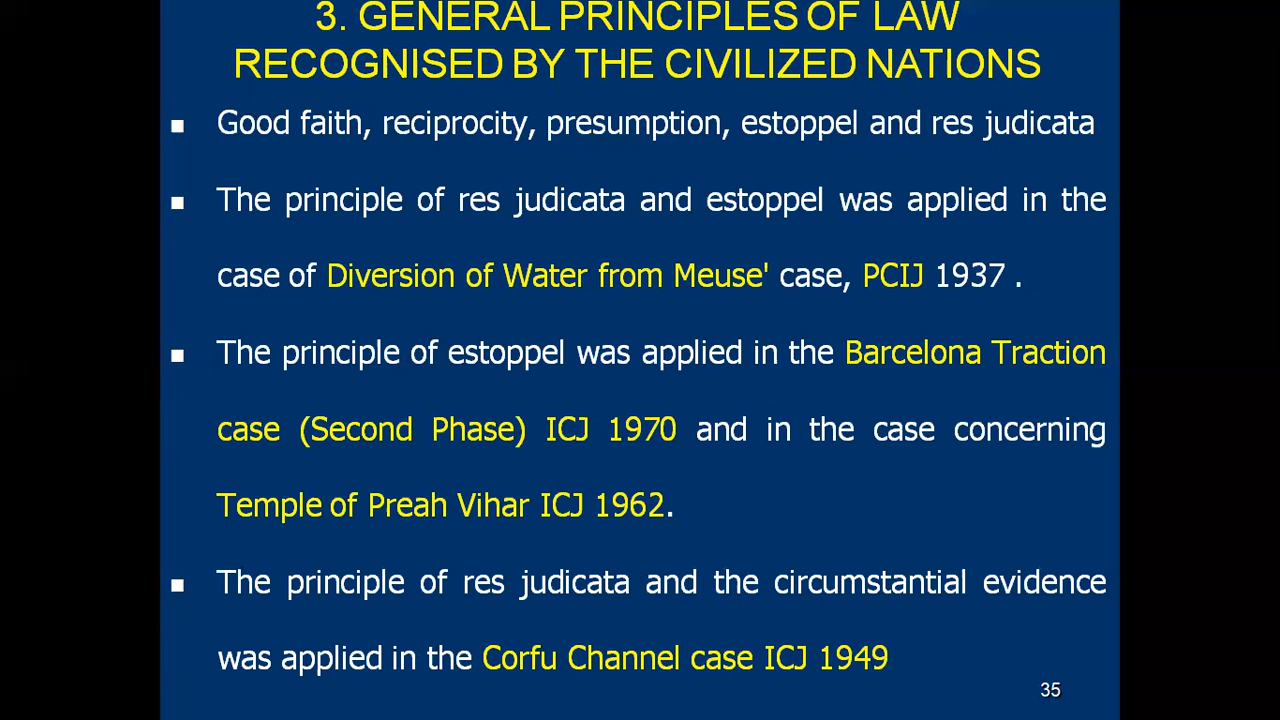 3. GENERAL PRINCIPLES OF LAW
RECOGNISED BY THE CIVILIZED NATIONS
▪ Good faith, reciprocity, presumption, estoppel and res judicata
▪ The principle of res judicata and estoppel was applied in the
case of Diversion of Water from Meuse' case, PCIJ 1937 .
▪ The principle of estoppel was applied in the Barcelona Traction
case (Second Phase) ICJ 1970 and in the case concerning
Temple of Preah Vihar ICJ 1962.
▪ The principle of res judicata and the circumstantial evidence
was applied in the Corfu Channel case ICJ 1949
35